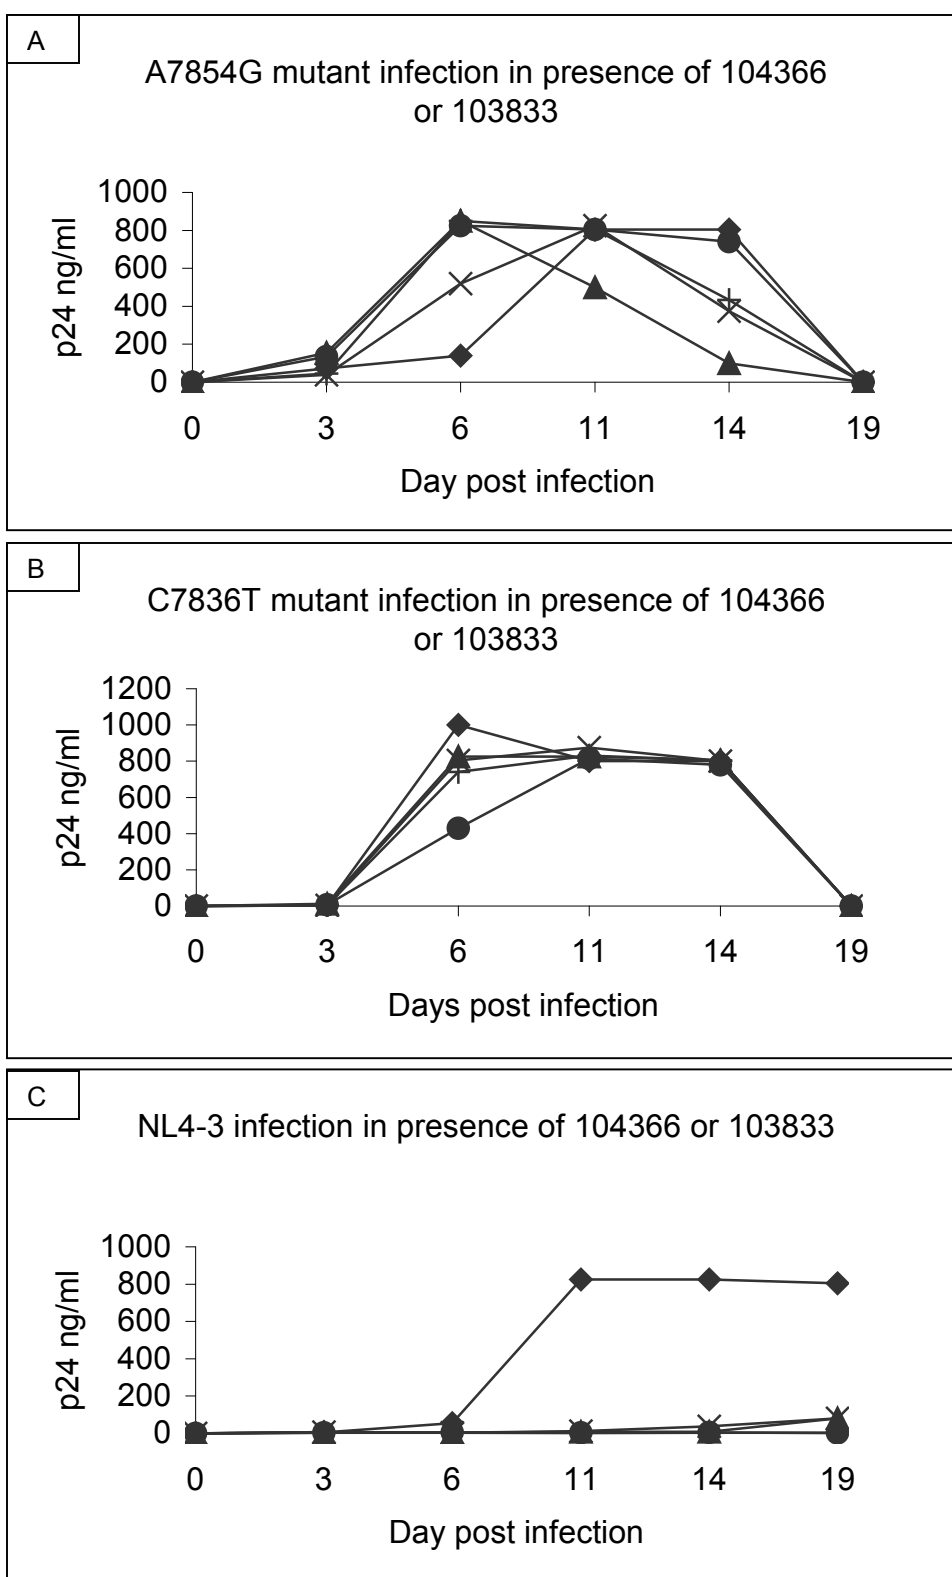 A
A7854G mutant infection in presence of 104366
or 103833
1000
800
600
400
200
0
p24 ng/ml
0 3 6 11 14 19
Day post infection
B
C7836T mutant infection in presence of 104366
or 103833
1200
1000
800
600
400
200
0
p24 ng/ml
0 3 6 11 14 19
Days post infection
C
NL4-3 infection in presence of 104366 or 103833
1000
800
600
400
200
0
p24 ng/ml
0 3 6 11 14 19
Day post infection